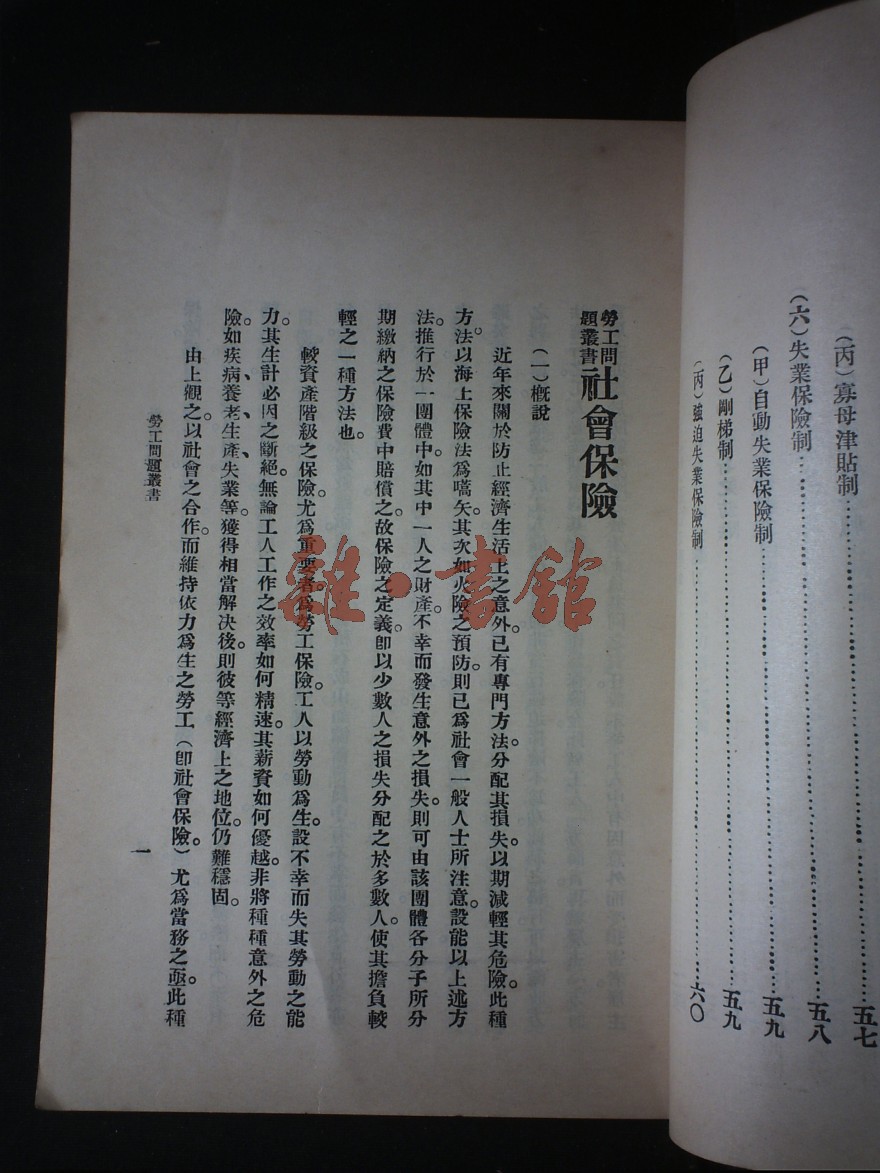 (丙)寡母津貼制……五七
(六)失業保險制……五八
(甲)自動失業保險制……五九
(乙)剛梯制……五九
(丙)強迫失業保險制……六〇
勞工問題叢書 社會保險
(一)概説
近年來關於防止經濟生活上之意外。已有專門方法分配其損失。以期減輕其危險。此種
方法。以海上保險法爲嚆矢。其次如火險之預防。則已爲社會一般人士所注意。設能以上述方
法。推行於一團體中。如其中一人之財產。不幸而發生意外之損失。則可由該團體各分子所分
期繳納之保險費中賠償之。故保險之定義。卽以少數人之損失分配之於多數人。使其擔負較
輕之一種方法也。
較資產階級之保險。尤爲重要者。爲勞工保險。工人以勞動爲生。設不幸而失其勞動之能
力。其生計必因之斷絕。無論工人工作之效率如何精速。其薪資如何優越。非將種種意外之危
險。如疾病、養老、生產、失業等。獲得相當解決後。則彼等經濟上之地位。仍難穩固。
由上觀之。以社會之合作。而維持依力爲生之勞工(卽社會保險)尤爲當務之亟。此種
勞工問題叢書
一
雜·書館